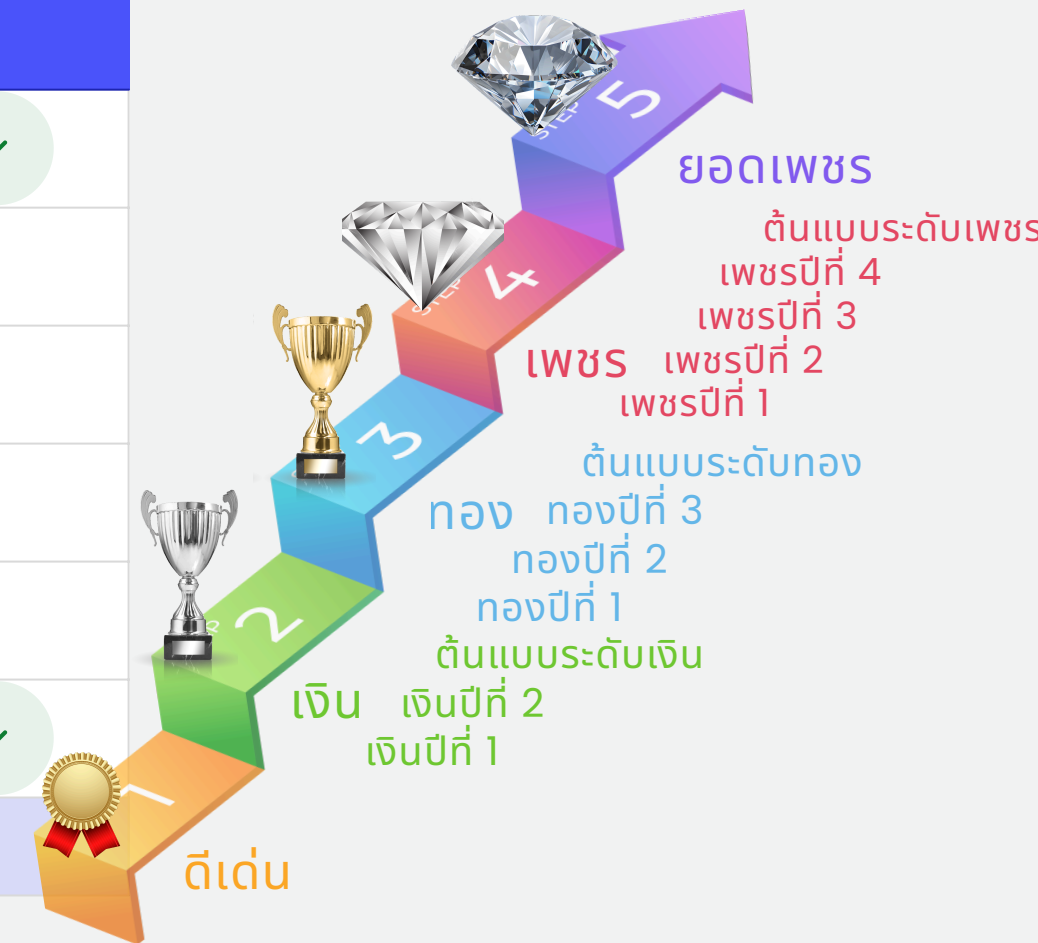 STEP 5
ยอดเพชร
ต้นแบบระดับเพชร
เพชรปีที่ 4
เพชรปีที่ 3
STEP 4
เพชร เพชรปีที่ 2
เพชรปีที่ 1
3
ต้นแบบระดับทอง
ทอง ทองปีที่ 3
ทองปีที่ 2
ทองปีที่ 1
2
ต้นแบบระดับเงิน
เงิน เงินปีที่ 2
เงินปีที่ 1
1
ดีเด่น